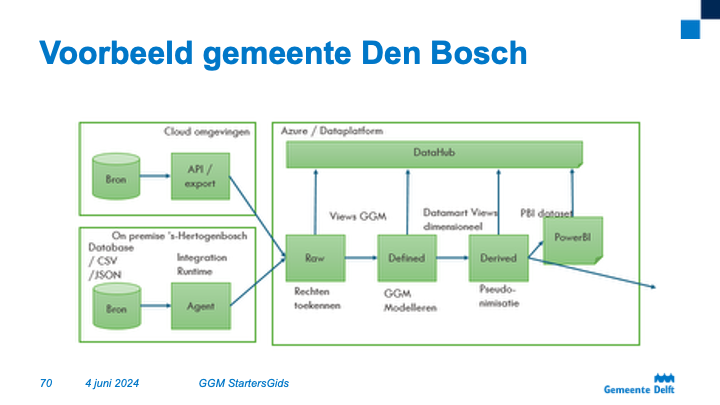 Voorbeeld gemeente Den Bosch
Cloud omgevingen
Bron
API /
export
On premise 's-Hertogenbosch
Database
/ CSV
/JSON
Integration
Runtime
Bron
Agent
Azure / Dataplatform
DataHub
Views GGM
Datamart Views
dimensioneel
PBI dataset
Raw
Defined
Derived
PowerBI
Rechten
toekennen
GGM
Modelleren
Pseudo-
nimisatie
70
4 juni 2024
GGM StartersGids
Gemeente Delft